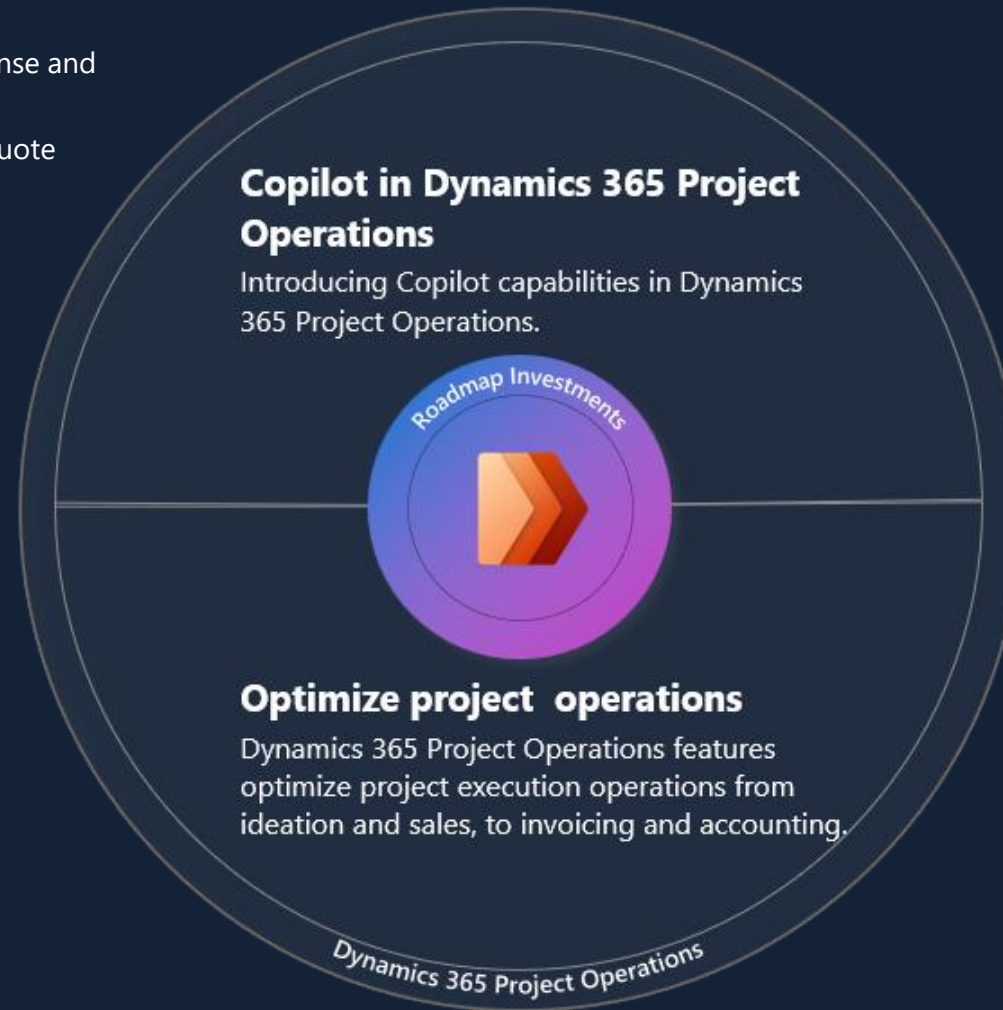 nse and
uote
Copilot in Dynamics 365 Project
Operations
Introducing Copilot capabilities in Dynamics
365 Project Operations.
Roadmap Investments
Optimize project  operations
Dynamics 365 Project Operations features
optimize project execution operations from
ideation and sales, to invoicing and accounting.
Dynamics 365 Project Operations